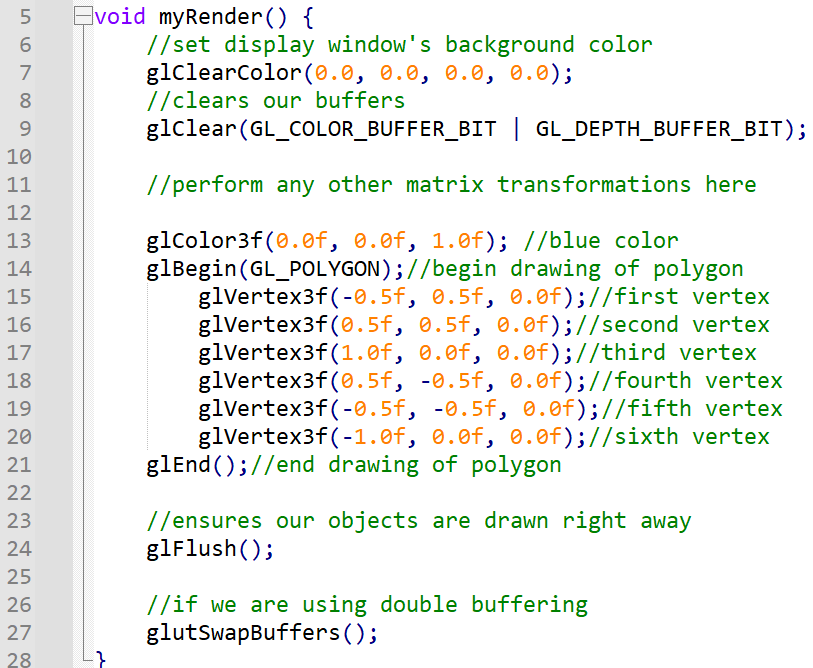 5 void myRender() {
6 //set display window's background color
7 glClearColor(0.0, 0.0, 0.0, 0.0);
8 //clears our buffers
9 glClear(GL_COLOR_BUFFER_BIT | GL_DEPTH_BUFFER_BIT);
10
11 //perform any other matrix transformations here
12
13 glColor3f(0.0f, 0.0f, 1.0f); //blue color
14 glBegin(GL_POLYGON);//begin drawing of polygon
15 glVertex3f(-0.5f, 0.5f, 0.0f);//first vertex
16 glVertex3f(0.5f, 0.5f, 0.0f);//second vertex
17 glVertex3f(1.0f, 0.0f, 0.0f);//third vertex
18 glVertex3f(0.5f, -0.5f, 0.0f);//fourth vertex
19 glVertex3f(-0.5f, -0.5f, 0.0f);//fifth vertex
20 glVertex3f(-1.0f, 0.0f, 0.0f);//sixth vertex
21 glEnd();//end drawing of polygon
22
23 //ensures our objects are drawn right away
24 glFlush();
25
26 //if we are using double buffering
27 glutSwapBuffers();
28 }